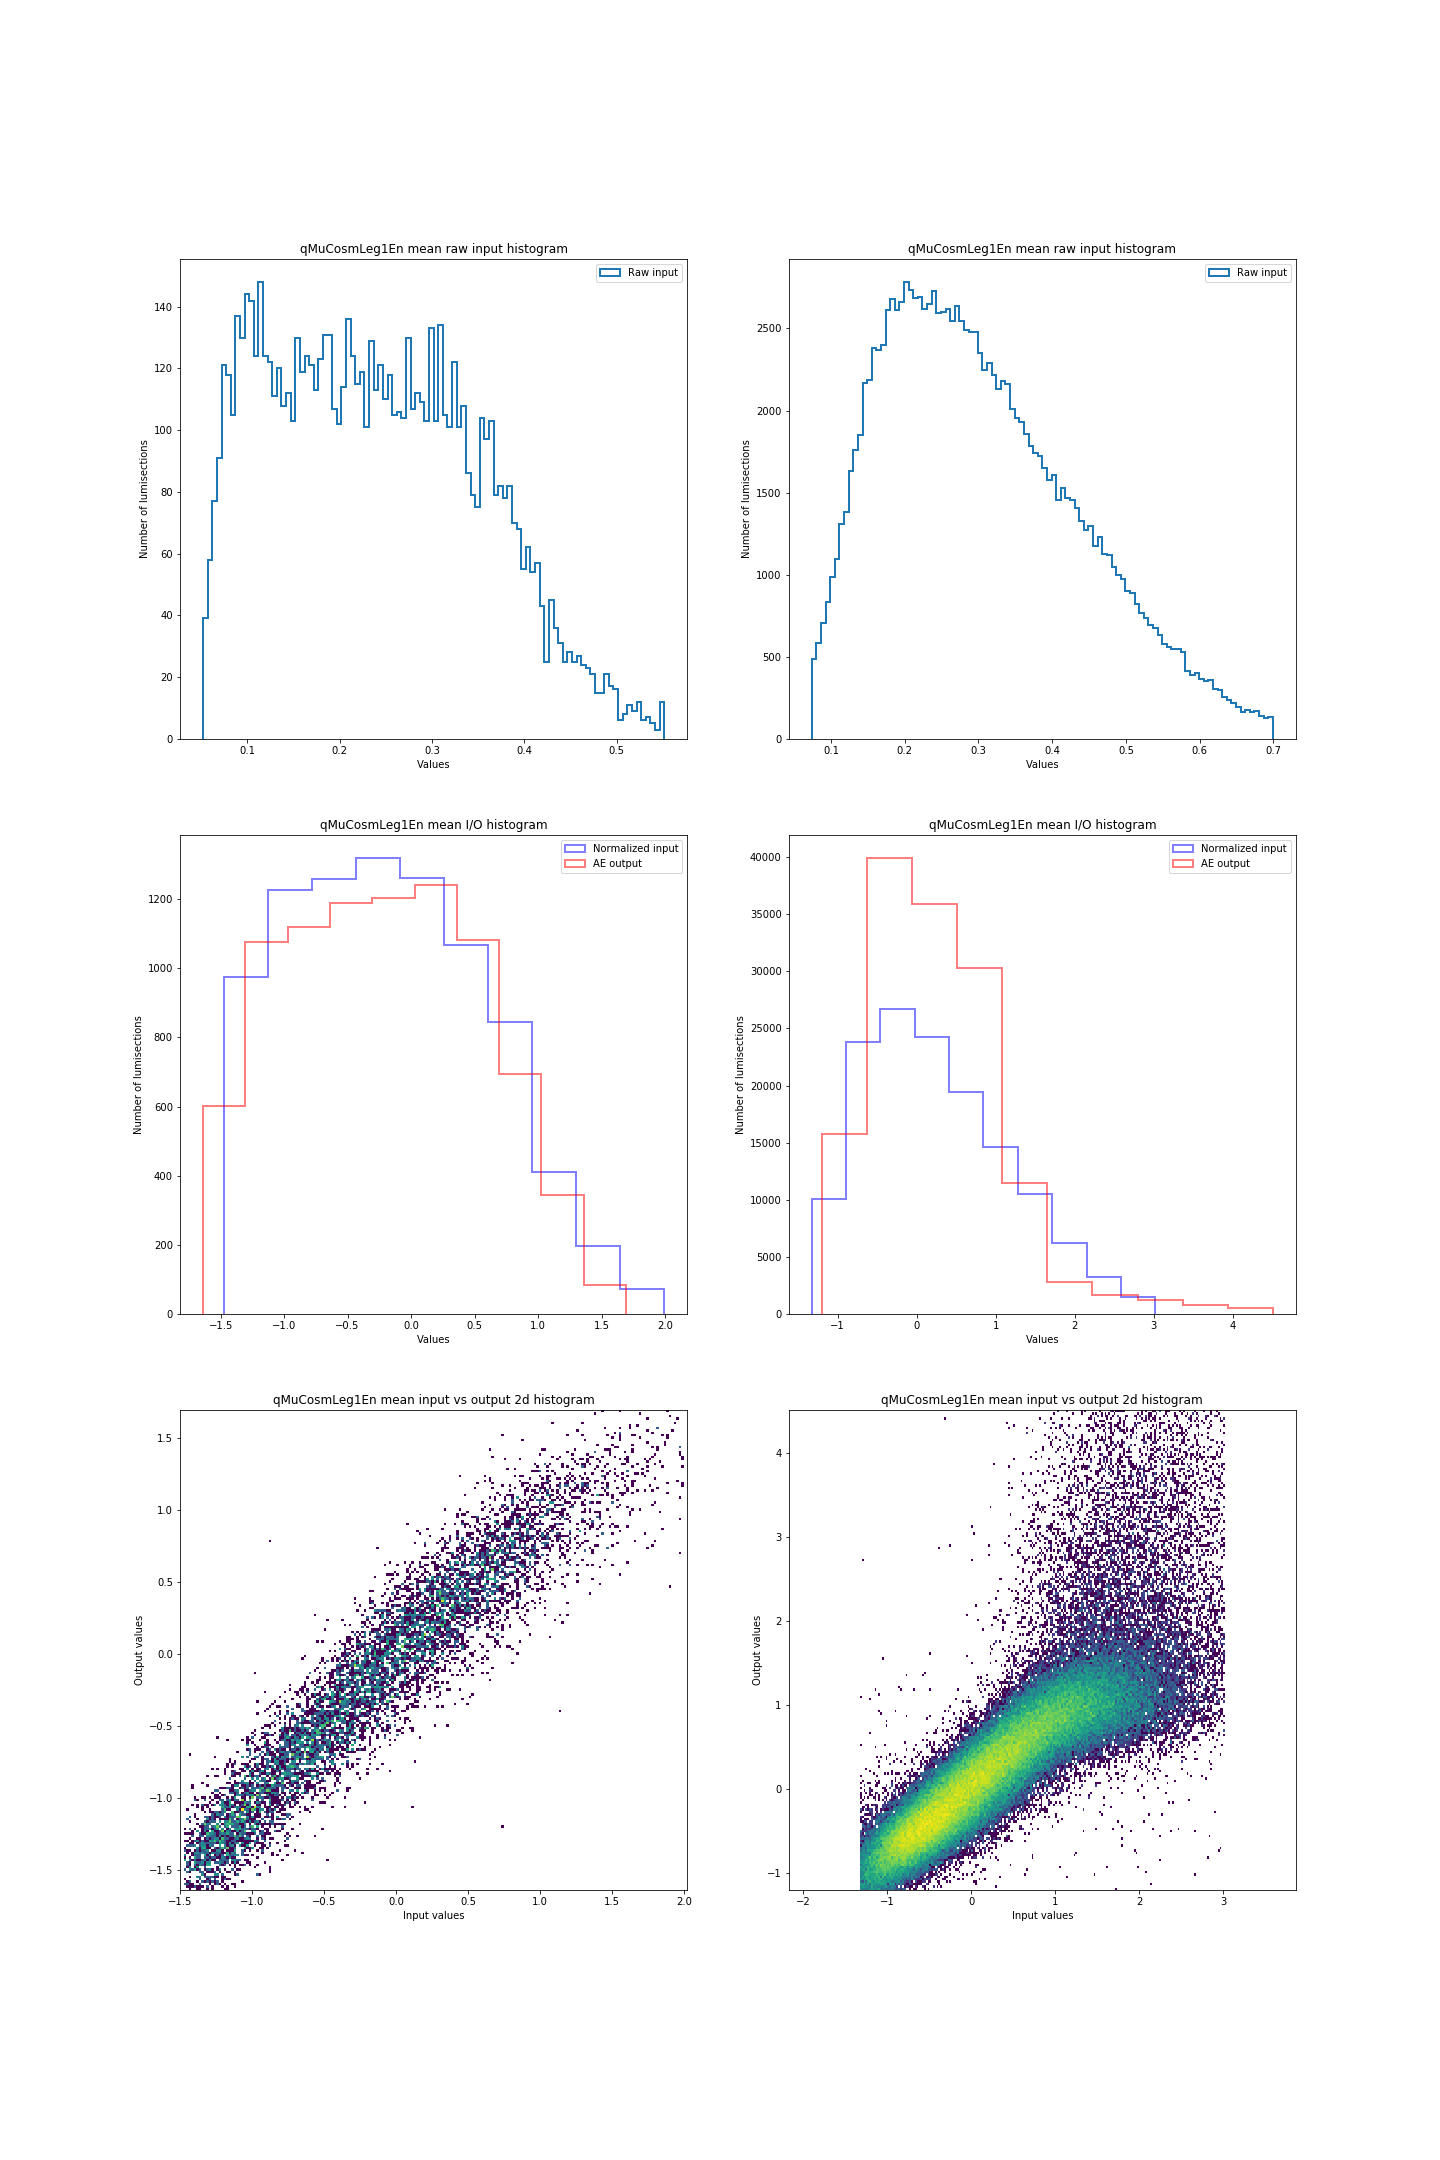 qMuCosmLeg1En mean raw input histogram
Raw input
140
120
100
80
60
40
20
0
Number of lumisections
0.1 0.2 0.3 0.4 0.5
Values
qMuCosmLeg1En mean raw input histogram
Raw input
2500
2000
1500
1000
500
0
Number of lumisections
0.1 0.2 0.3 0.4 0.5 0.6 0.7
Values
qMuCosmLeg1En mean I/O histogram
Normalized input
AE output
1200
1000
800
600
400
200
0
Number of lumisections
−1.5 −1.0 −0.5 0.0 0.5 1.0 1.5 2.0
Values
qMuCosmLeg1En mean I/O histogram
Normalized input
AE output
40000
35000
30000
25000
20000
15000
10000
5000
0
Number of lumisections
−1 0 1 2 3 4
Values
qMuCosmLeg1En mean input vs output 2d histogram
1.5
1.0
0.5
0.0
−0.5
−1.0
−1.5
Output values
−1.5 −1.0 −0.5 0.0 0.5 1.0 1.5 2.0
Input values
qMuCosmLeg1En mean input vs output 2d histogram
4
3
2
1
0
−1
Output values
−2 −1 0 1 2 3
Input values